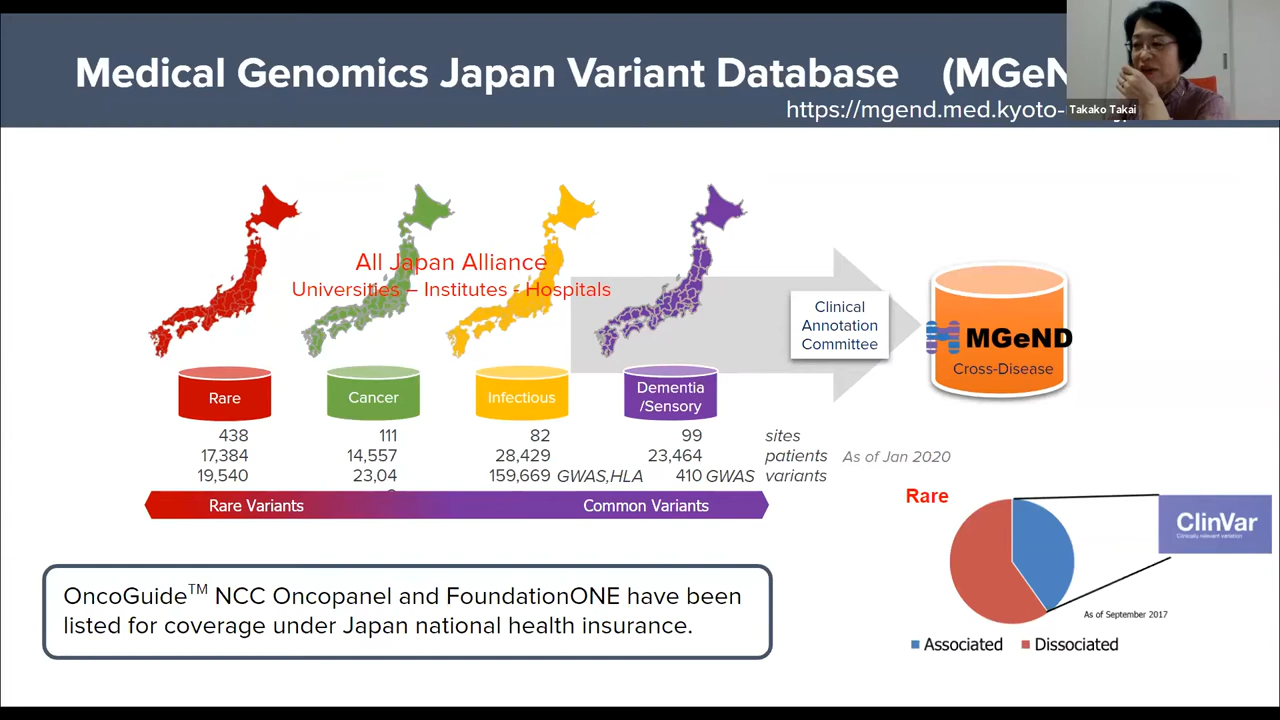 Medical Genomics Japan Variant Database (MGeN
https://mgend.med.kyoto-
Takako Takai
All Japan Alliance
Universities – Institutes - Hospitals
Clinical
Annotation
Committee
MGeND
Cross-Disease
Rare
Cancer
Infectious
Dementia
/Sensory
438 111 82 99 sites
17,384 14,557 28,429 23,464 patients As of Jan 2020
19,540 23,04 159,669 GWAS,HLA 410 GWAS variants
Rare Variants Common Variants
Rare
ClinVar
Clinically relevant variation
As of September 2017
Associated Dissociated
OncoGuide™ NCC Oncopanel and FoundationONE have been
listed for coverage under Japan national health insurance.